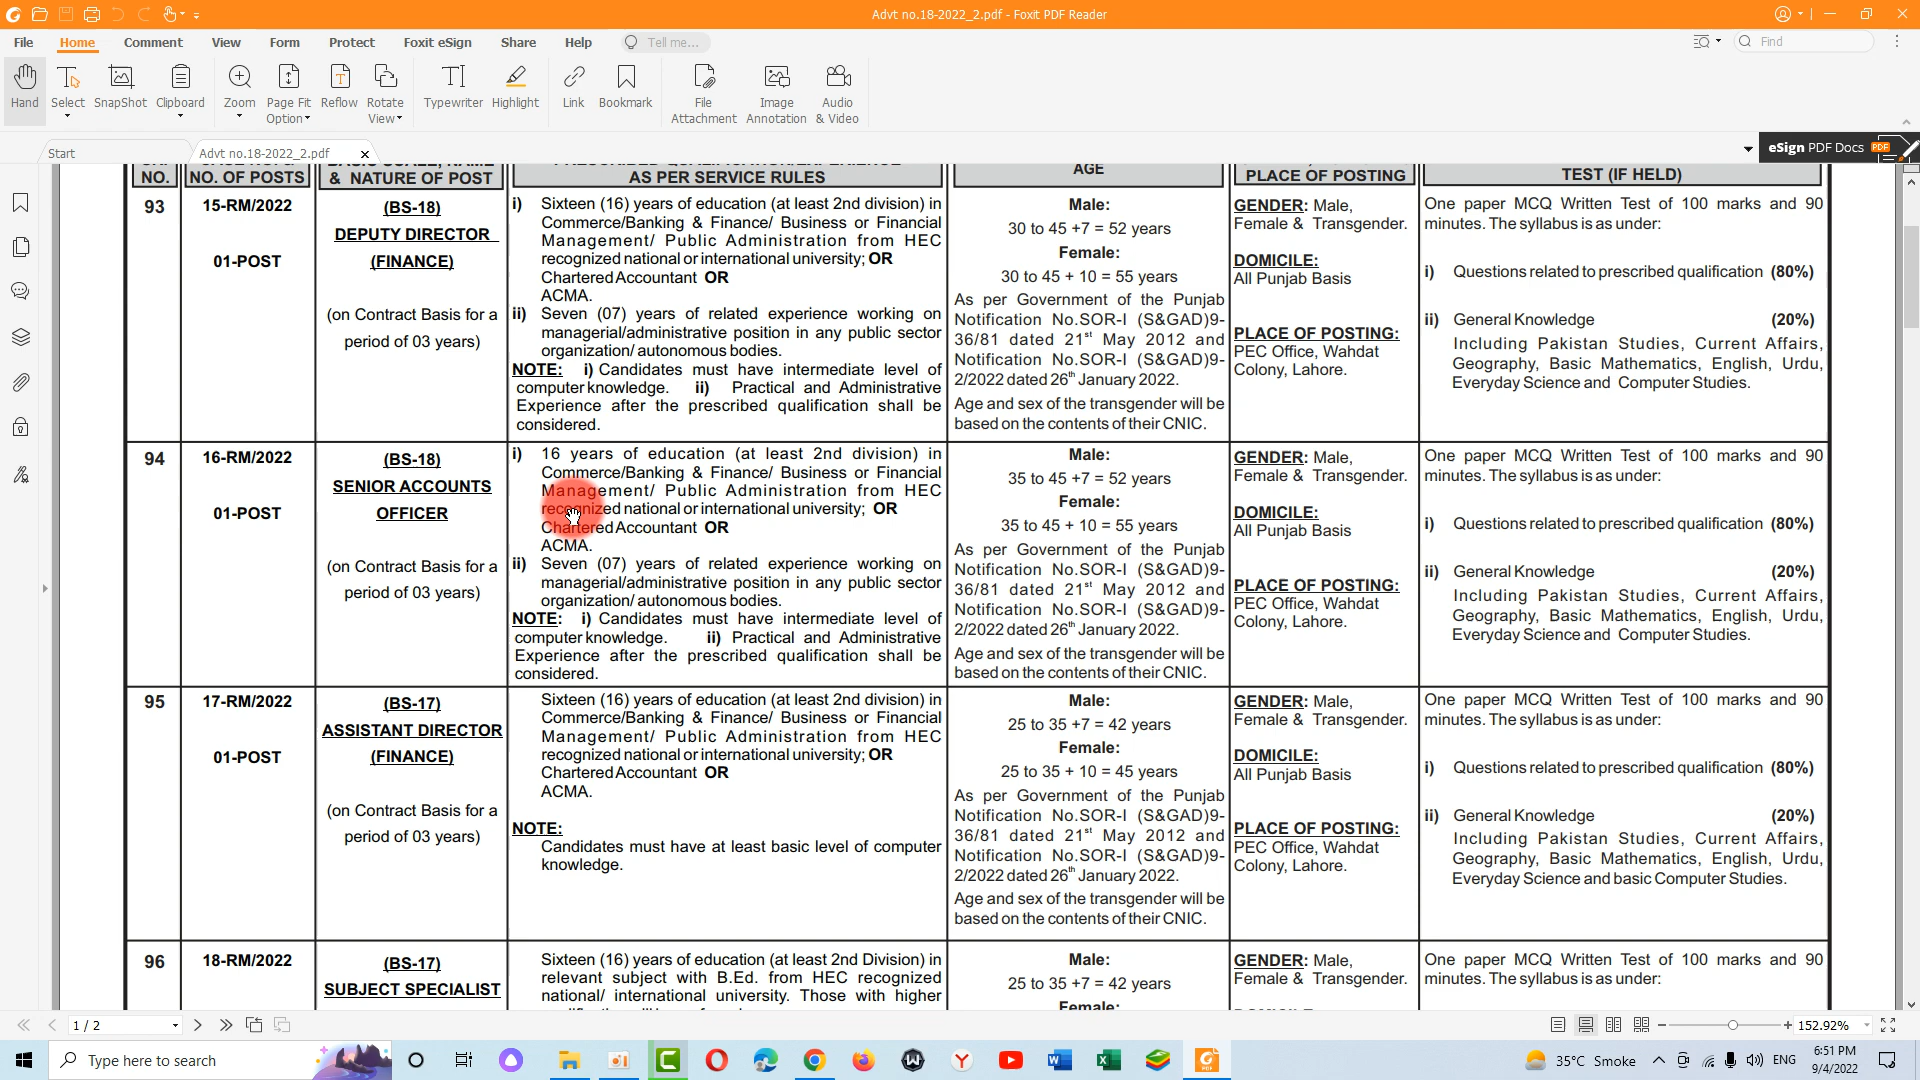 Advt no.18-2022_2.pdf - Foxit PDF Reader
File Home Comment View Form Protect Foxit eSign Share Help Tell me... Find
Hand Select SnapShot Clipboard Zoom Page Fit Option Reflow Rotate View Typewriter Highlight Link Bookmark File Attachment Image Annotation Audio & Video
Start Advt no.18-2022_2.pdf eSign PDF Docs PDF
NO. NO. OF POSTS & NATURE OF POST AS PER SERVICE RULES AGE PLACE OF POSTING TEST (IF HELD)
93
15-RM/2022
01-POST
(BS-18)
DEPUTY DIRECTOR
(FINANCE)
(on Contract Basis for a
period of 03 years)
i) Sixteen (16) years of education (at least 2nd division) in
Commerce/Banking & Finance/ Business or Financial
Management/ Public Administration from HEC
recognized national or international university; OR
Chartered Accountant OR
ACMA.
ii) Seven (07) years of related experience working on
managerial/administrative position in any public sector
organization/ autonomous bodies.
NOTE: i) Candidates must have intermediate level of
computer knowledge. ii) Practical and Administrative
Experience after the prescribed qualification shall be
considered.
Male:
30 to 45 +7 = 52 years
Female:
30 to 45 + 10 = 55 years
As per Government of the Punjab
Notification No.SOR-I (S&GAD)9-
36/81 dated 21st May 2012 and
Notification No.SOR-I (S&GAD)9-
2/2022 dated 26th January 2022.
Age and sex of the transgender will be
based on the contents of their CNIC.
GENDER: Male,
Female & Transgender.
DOMICILE:
All Punjab Basis
PLACE OF POSTING:
PEC Office, Wahdat
Colony, Lahore.
One paper MCQ Written Test of 100 marks and 90
minutes. The syllabus is as under:
i) Questions related to prescribed qualification (80%)
ii) General Knowledge (20%)
Including Pakistan Studies, Current Affairs,
Geography, Basic Mathematics, English, Urdu,
Everyday Science and Computer Studies.
94
16-RM/2022
01-POST
(BS-18)
SENIOR ACCOUNTS
OFFICER
(on Contract Basis for a
period of 03 years)
i) 16 years of education (at least 2nd division) in
Commerce/Banking & Finance/ Business or Financial
Management/ Public Administration from HEC
recognized national or international university; OR
Chartered Accountant OR
ACMA.
ii) Seven (07) years of related experience working on
managerial/administrative position in any public sector
organization/ autonomous bodies.
NOTE: i) Candidates must have intermediate level of
computer knowledge. ii) Practical and Administrative
Experience after the prescribed qualification shall be
considered.
Male:
35 to 45 +7 = 52 years
Female:
35 to 45 + 10 = 55 years
As per Government of the Punjab
Notification No.SOR-I (S&GAD)9-
36/81 dated 21st May 2012 and
Notification No.SOR-I (S&GAD)9-
2/2022 dated 26th January 2022.
Age and sex of the transgender will be
based on the contents of their CNIC.
GENDER: Male,
Female & Transgender.
DOMICILE:
All Punjab Basis
PLACE OF POSTING:
PEC Office, Wahdat
Colony, Lahore.
One paper MCQ Written Test of 100 marks and 90
minutes. The syllabus is as under:
i) Questions related to prescribed qualification (80%)
ii) General Knowledge (20%)
Including Pakistan Studies, Current Affairs,
Geography, Basic Mathematics, English, Urdu,
Everyday Science and Computer Studies.
95
17-RM/2022
01-POST
(BS-17)
ASSISTANT DIRECTOR
(FINANCE)
(on Contract Basis for a
period of 03 years)
Sixteen (16) years of education (at least 2nd division) in
Commerce/Banking & Finance/ Business or Financial
Management/ Public Administration from HEC
recognized national or international university; OR
Chartered Accountant OR
ACMA.
NOTE:
Candidates must have at least basic level of computer
knowledge.
Male:
25 to 35 +7 = 42 years
Female:
25 to 35 + 10 = 45 years
As per Government of the Punjab
Notification No.SOR-I (S&GAD)9-
36/81 dated 21st May 2012 and
Notification No.SOR-I (S&GAD)9-
2/2022 dated 26th January 2022.
Age and sex of the transgender will be
based on the contents of their CNIC.
GENDER: Male,
Female & Transgender.
DOMICILE:
All Punjab Basis
PLACE OF POSTING:
PEC Office, Wahdat
Colony, Lahore.
One paper MCQ Written Test of 100 marks and 90
minutes. The syllabus is as under:
i) Questions related to prescribed qualification (80%)
ii) General Knowledge (20%)
Including Pakistan Studies, Current Affairs,
Geography, Basic Mathematics, English, Urdu,
Everyday Science and basic Computer Studies.
96
18-RM/2022
(BS-17)
SUBJECT SPECIALIST
Sixteen (16) years of education (at least 2nd Division) in
relevant subject with B.Ed. from HEC recognized
national/ international university. Those with higher
Male:
25 to 35 +7 = 42 years
Female:
GENDER: Male,
Female & Transgender.
One paper MCQ Written Test of 100 marks and 90
minutes. The syllabus is as under:
1 / 2 152.92%
Type here to search 35°C Smoke ENG 6:51 PM
9/4/2022